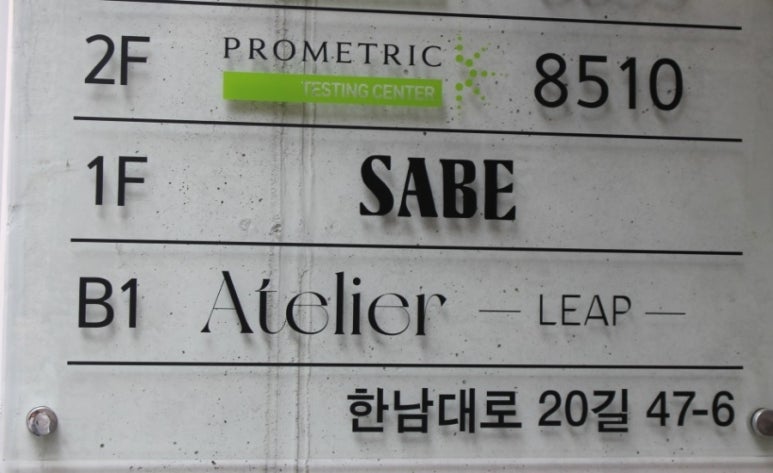 2F PROMETRIC TESTING CENTER 8510
1F SABE
B1 Atelier — LEAP —
한남대로 20길 47-6